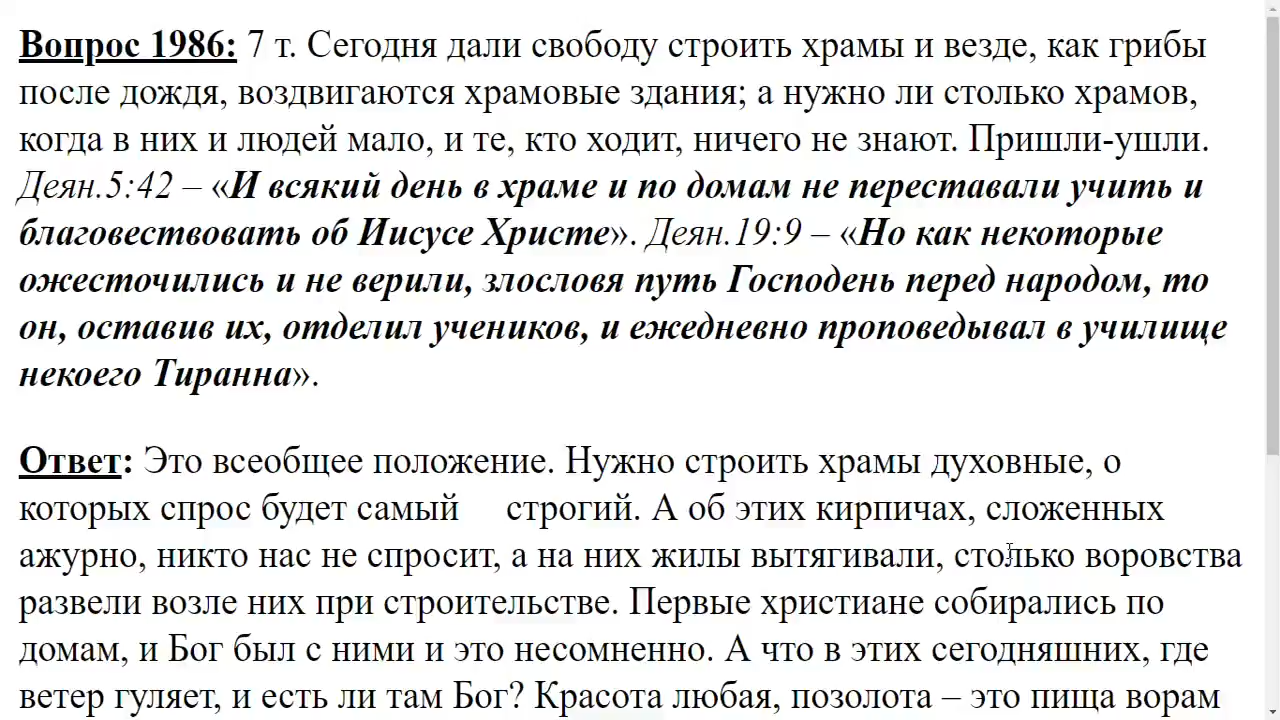 Вопрос 1986: 7 т. Сегодня дали свободу строить храмы и везде, как грибы
после дождя, воздвигаются храмовые здания; а нужно ли столько храмов,
когда в них и людей мало, и те, кто ходит, ничего не знают. Пришли-ушли.
Деян.5:42 – «И всякий день в храме и по домам не переставали учить и
благовествовать об Иисусе Христе». Деян.19:9 – «Но как некоторые
ожесточились и не верили, злословя путь Господень перед народом, то
он, оставив их, отделил учеников, и ежедневно проповедывал в училище
некоего Тиранна».
Ответ: Это всеобщее положение. Нужно строить храмы духовные, о
которых спрос будет самый строгий. А об этих кирпичах, сложенных
ажурно, никто нас не спросит, а на них жилы вытягивали, столько воровства
развели возле них при строительстве. Первые христиане собирались по
домам, и Бог был с ними и это несомненно. А что в этих сегодняшних, где
ветер гуляет, и есть ли там Бог? Красота любая, позолота – это пища ворам